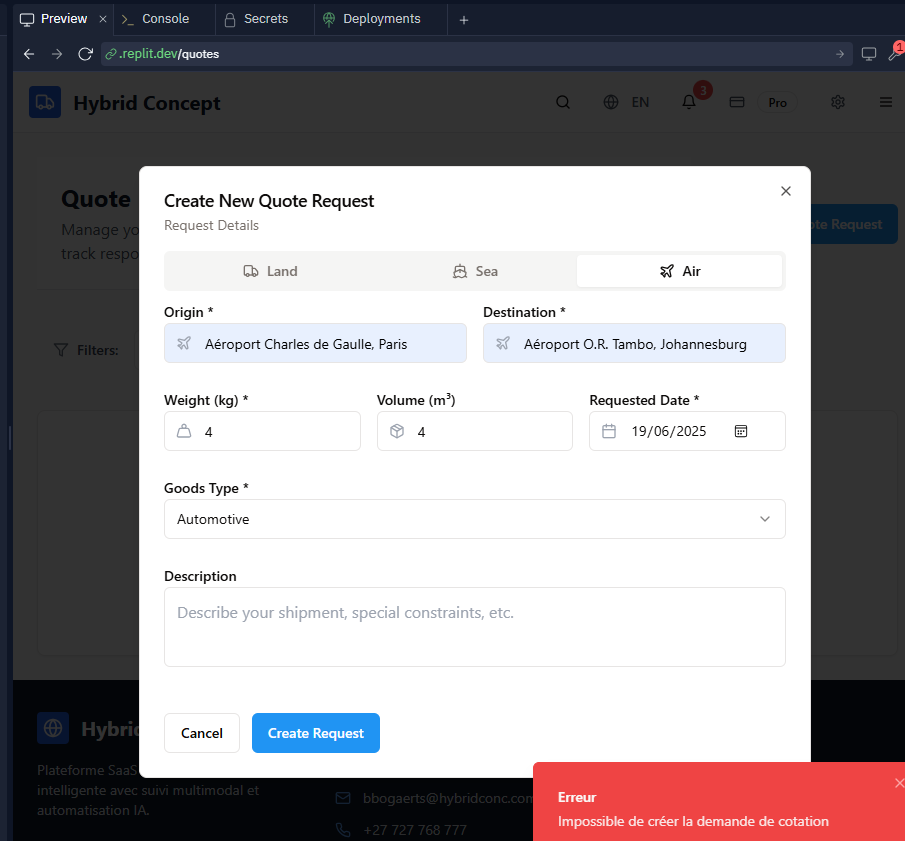 Preview
Console
Secrets
Deployments
.replit.dev/quotes
1
Hybrid Concept
EN
3
Pro
Quote
Manage yo
track respo
ote Request
Filters:
Create New Quote Request
Request Details
Land
Sea
Air
Origin *
Destination *
Aéroport Charles de Gaulle, Paris
Aéroport O.R. Tambo, Johannesburg
Weight (kg) *
Volume (m³)
Requested Date *
4
4
19/06/2025
Goods Type *
Automotive
Description
Describe your shipment, special constraints, etc.
Cancel
Create Request
Hybri
Plateforme SaaS
intelligente avec suivi multimodal et
automatisation IA.
bbogaerts@hybridconc.com
+27 727 768 777
Erreur
Impossible de créer la demande de cotation